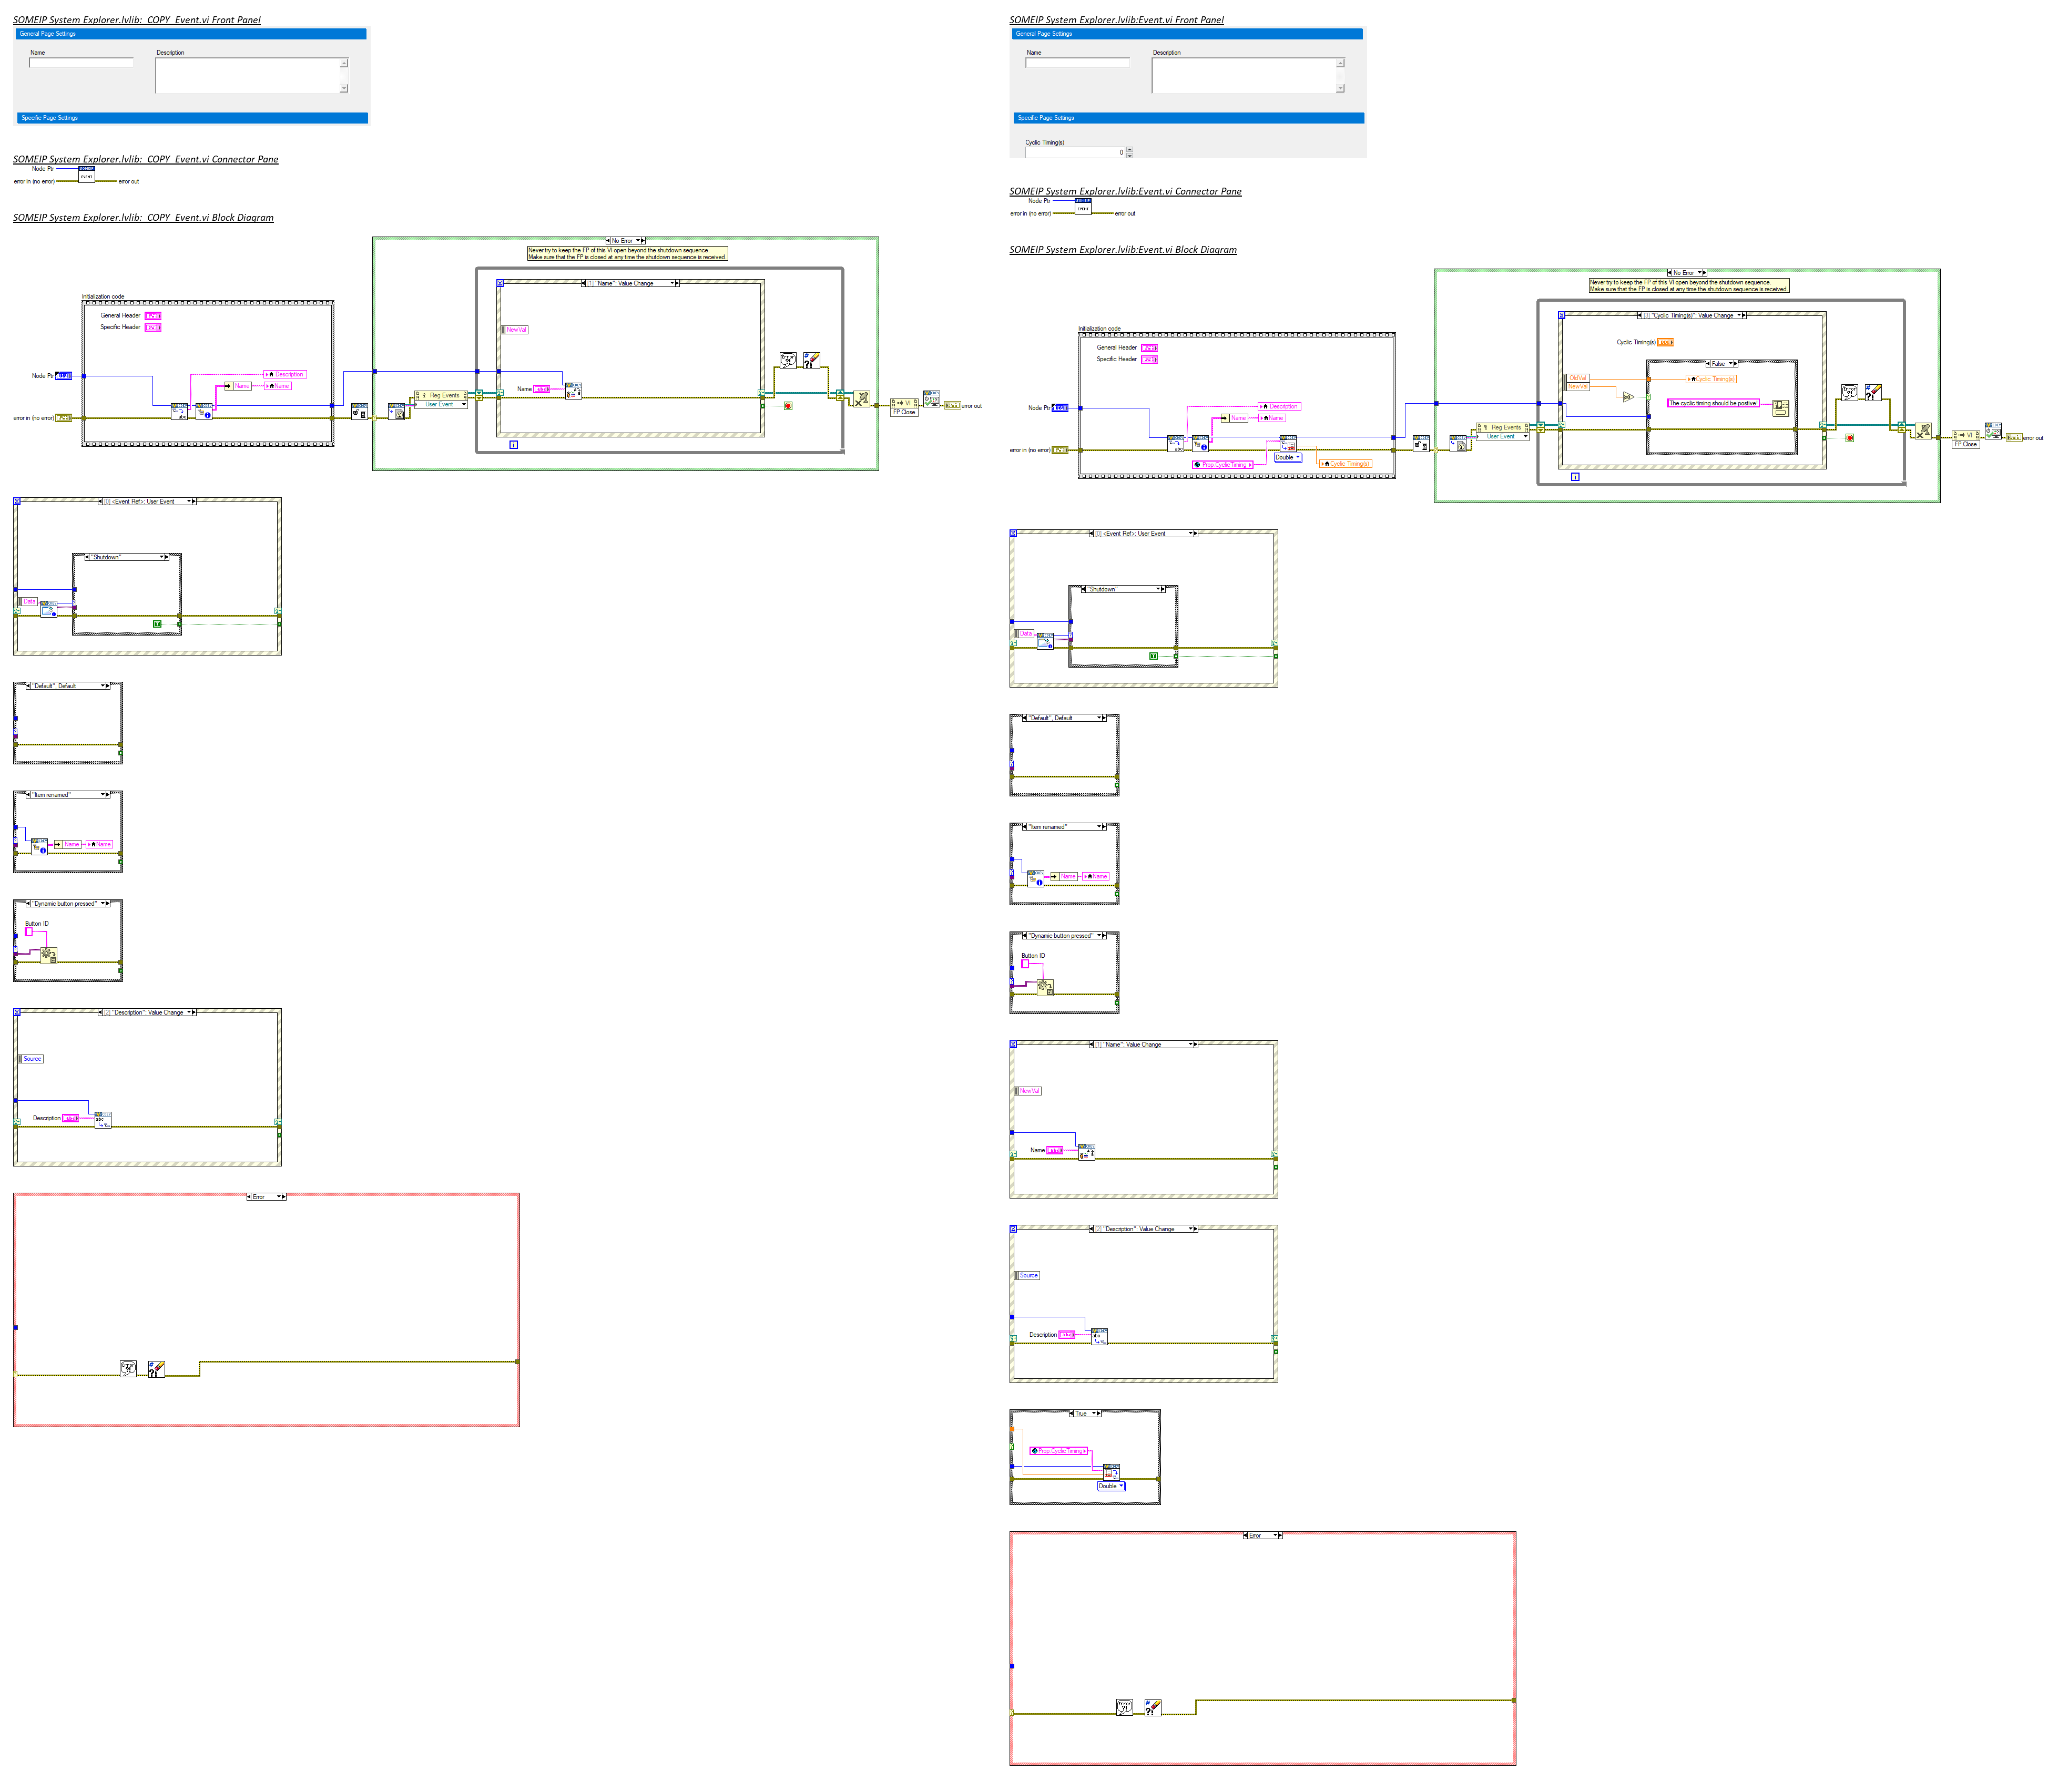 SOMEIP System Explorer.lvlib:_COPY_Event.vi Front Panel
General Page Settings
Name
Description
Specific Page Settings
SOMEIP System Explorer.lvlib:_COPY_Event.vi Connector Pane
Node Ptr
error in (no error)
error out
SOMEIP
EVENT
SOMEIP System Explorer.lvlib:_COPY_Event.vi Block Diagram
No Error
Never try to keep the FP of this VI open beyond the shutdown sequence.
Make sure that the FP is closed at any time the shutdown sequence is received.
[1] "Name": Value Change
Initialization code
General Header
Specific Header
NewVal
Node Ptr
Description
Name
Name
Name
Reg Events
User Event
error in (no error)
VI
FP.Close
error out
[0] <Event Ref>: User Event
"Shutdown"
Data
"Default", Default
"Item renamed"
Name
Name
"Dynamic button pressed"
Button ID
[2] "Description": Value Change
Source
Description
Error
SOMEIP System Explorer.lvlib:Event.vi Front Panel
General Page Settings
Name
Description
Specific Page Settings
Cyclic Timing(s)
0
SOMEIP System Explorer.lvlib:Event.vi Connector Pane
Node Ptr
error in (no error)
error out
SOMEIP
EVENT
SOMEIP System Explorer.lvlib:Event.vi Block Diagram
No Error
Never try to keep the FP of this VI open beyond the shutdown sequence.
Make sure that the FP is closed at any time the shutdown sequence is received.
[3] "Cyclic Timing(s)": Value Change
Initialization code
Cyclic Timing(s)
General Header
Specific Header
False
OldVal
NewVal
Cyclic Timing(s)
The cyclic timing should be postive!
Node Ptr
Description
Name
Name
Reg Events
User Event
error in (no error)
Prop.CyclicTiming
Double
Cyclic Timing(s)
VI
FP.Close
error out
[0] <Event Ref>: User Event
"Shutdown"
Data
"Default", Default
"Item renamed"
Name
Name
"Dynamic button pressed"
Button ID
[1] "Name": Value Change
NewVal
Name
[2] "Description": Value Change
Source
Description
True
Prop.CyclicTiming
Double
Error